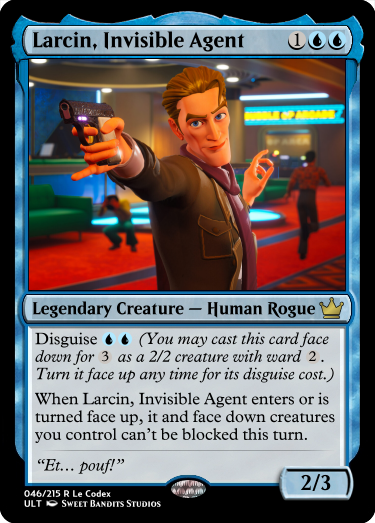 Larcin, Invisible Agent 1
Legendary Creature — Human Rogue
Disguise (You may cast this card face
down for 3 as a 2/2 creature with ward 2.
Turn it face up any time for its disguise cost.)
When Larcin, Invisible Agent enters or is
turned face up, it and face down creatures
you control can't be blocked this turn.
“Et… pouf!”
2/3
046/215 R Le Codex
ULT Sweet Bandits Studios